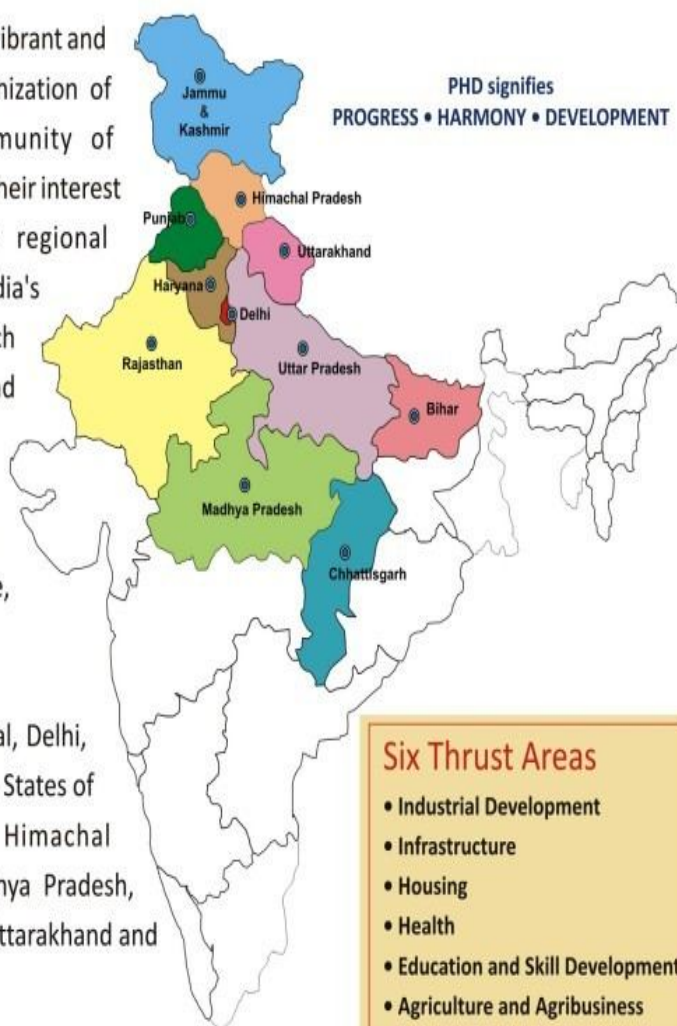 ibrant and
nization of
munity of
heir interest
regional
dia's
PHD signifies
PROGRESS • HARMONY • DEVELOPMENT
Jammu
&
Kashmir
Himachal Pradesh
Punjab
Uttarakhand
Haryana
Delhi
Rajasthan
Uttar Pradesh
Bihar
Madhya Pradesh
Chhattisgarh
al, Delhi,
States of
Himachal
hya Pradesh,
ttarakhand and
Six Thrust Areas
• Industrial Development
• Infrastructure
• Housing
• Health
• Education and Skill Development
• Agriculture and Agribusiness